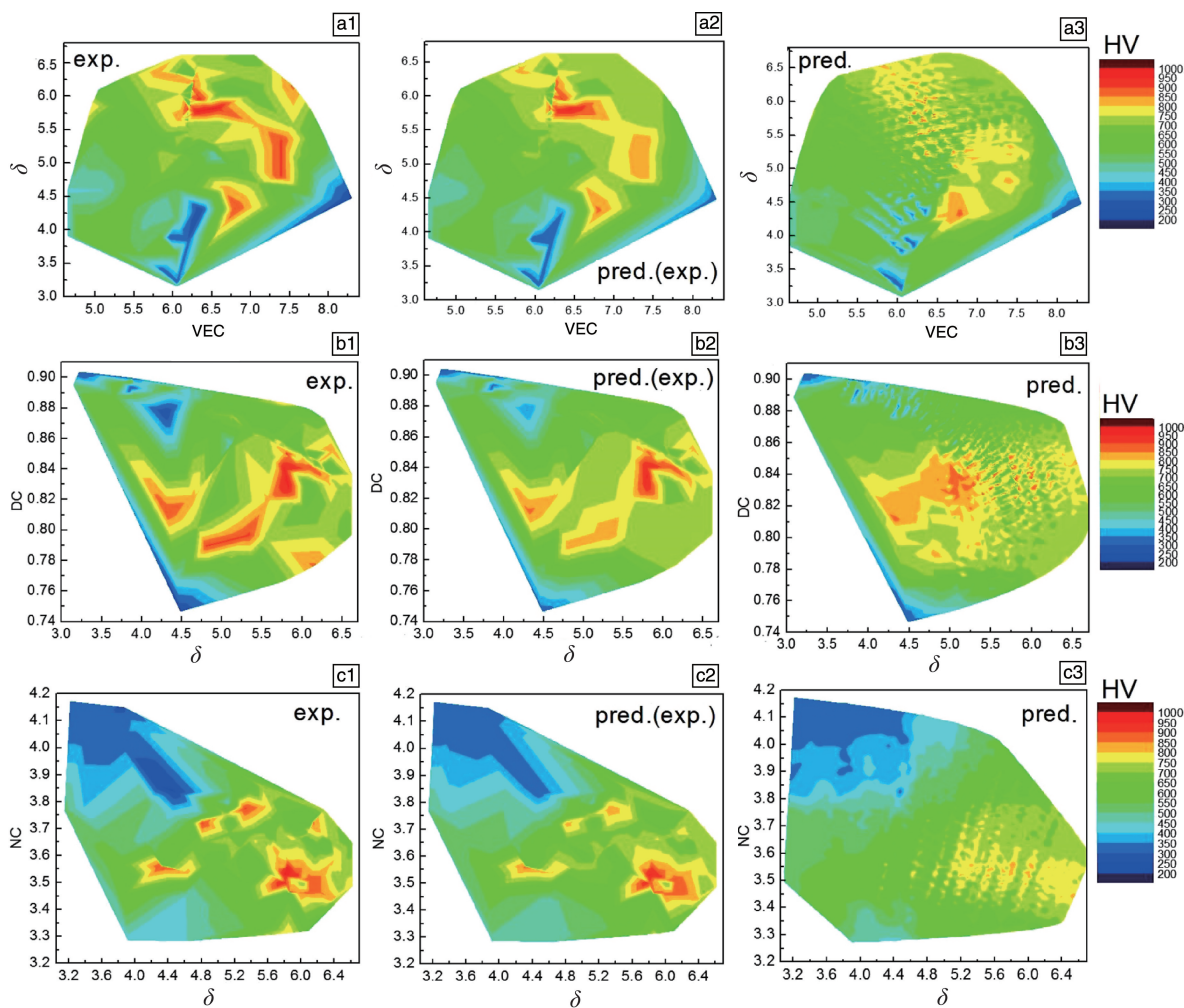 a1 a2 a3
exp. pred. HV
6.5 6.0 5.5 5.0 4.5 4.0 3.5 3.0
δ
6.5 6.0 5.5 5.0 4.5 4.0 3.5 3.0
δ
6.5 6.0 5.5 5.0 4.5 4.0 3.5 3.0
δ
1000 950 900 850 800 750 700 650 600 550 500 450 400 350 300 250 200
pred.(exp.)
5.0 5.5 6.0 6.5 7.0 7.5 8.0
5.0 5.5 6.0 6.5 7.0 7.5 8.0
5.0 5.5 6.0 6.5 7.0 7.5 8.0
VEC VEC VEC
b1 b2 b3
exp. pred.(exp.) pred. HV
0.90 0.88 0.86 0.84 0.82 0.80 0.78 0.76 0.74
DC
0.90 0.88 0.86 0.84 0.82 0.80 0.78 0.76 0.74
DC
0.90 0.88 0.86 0.84 0.82 0.80 0.78 0.76 0.74
DC
1000 950 900 850 800 750 700 650 600 550 500 450 400 350 300 250 200
3.0 3.5 4.0 4.5 5.0 5.5 6.0 6.5
3.0 3.5 4.0 4.5 5.0 5.5 6.0 6.5
3.0 3.5 4.0 4.5 5.0 5.5 6.0 6.5
δ δ δ
c1 c2 c3
exp. pred.(exp.) pred. HV
4.2 4.1 4.0 3.9 3.8 3.7 3.6 3.5 3.4 3.3 3.2
NC
4.2 4.1 4.0 3.9 3.8 3.7 3.6 3.5 3.4 3.3 3.2
NC
4.2 4.1 4.0 3.9 3.8 3.7 3.6 3.5 3.4 3.3 3.2
NC
1000 950 900 850 800 750 700 650 600 550 500 450 400 350 300 250 200
3.2 3.6 4.0 4.4 4.8 5.2 5.6 6.0 6.4
3.2 3.6 4.0 4.4 4.8 5.2 5.6 6.0 6.4
3.2 3.6 4.0 4.4 4.8 5.2 5.6 6.0 6.4
δ δ δ